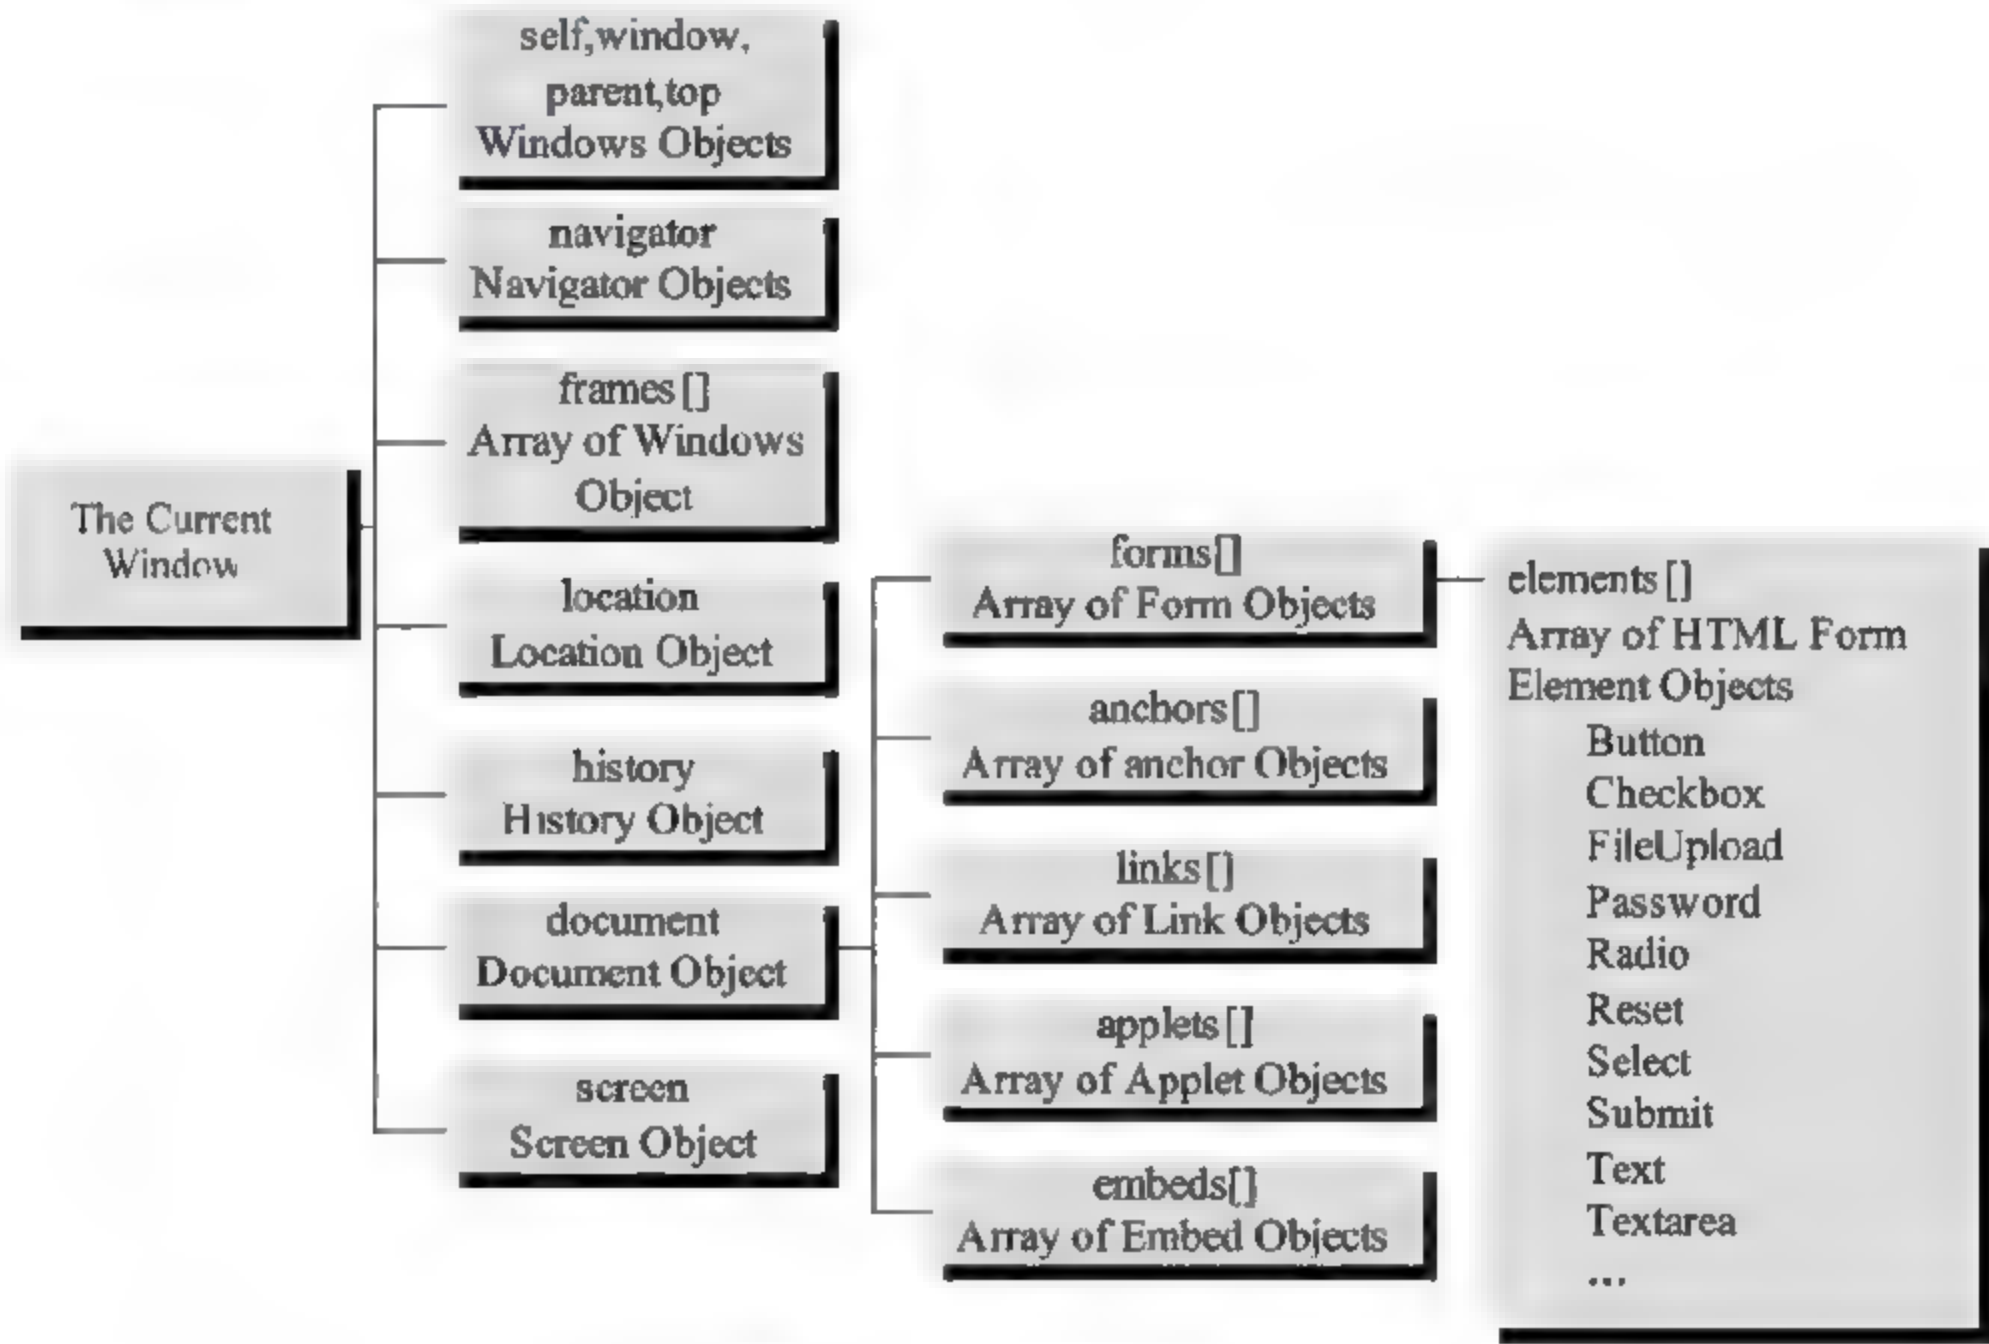 The Current
Window
self,window,
parent,top
Windows Objects
navigator
Navigator Objects
frames[]
Array of Windows
Object
location
Location Object
history
History Object
document
Document Object
screen
Screen Object
forms[]
Array of Form Objects
anchors[]
Array of anchor Objects
links[]
Array of Link Objects
applets[]
Array of Applet Objects
embeds[]
Array of Embed Objects
elements[]
Array of HTML Form
Element Objects
Button
Checkbox
FileUpload
Password
Radio
Reset
Select
Submit
Text
Textarea
...